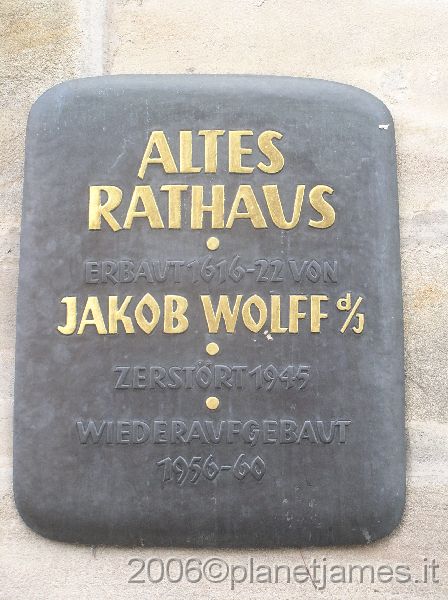 ALTES
RATHAUS
ERBAUT 1616-22 VON
JAKOB WOLFF d/J
ZERSTÖRT 1945
WIEDERAUFGEBAUT
1956-60
2006©planetjames.it